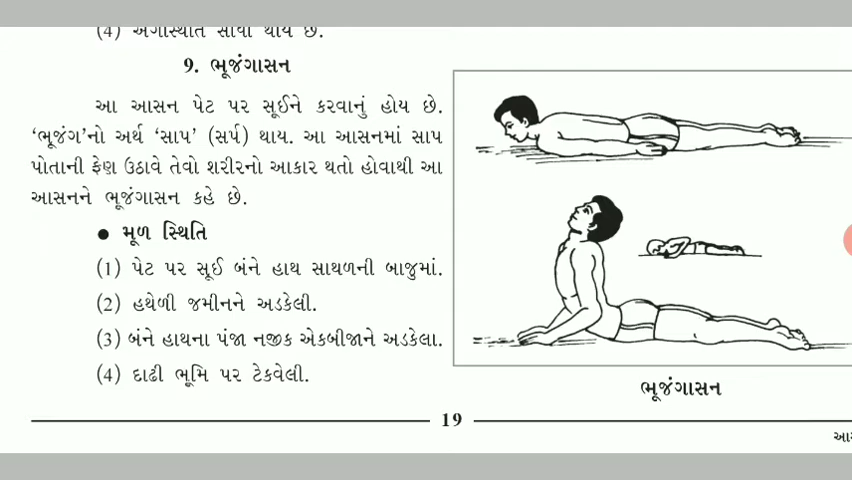 (4) અંગસ્થિતિ સીધી થાય છે.
9. ભૂજંગાસન
આ આસન પેટ પર સૂઈને કરવાનું હોય છે.
‘ભૂજંગ’નો અર્થ ‘સાપ’ (સર્પ) થાય. આ આસનમાં સાપ
પોતાની ફેણ ઉઠાવે તેવો શરીરનો આકાર થતો હોવાથી આ
આસનને ભૂજંગાસન કહે છે.
● મૂળ સ્થિતિ
(1) પેટ પર સૂઈ બંને હાથ સાથળની બાજુમાં.
(2) હથેળી જમીનને અડકેલી.
(3) બંને હાથના પંજા નજીક એકબીજાને અડકેલા.
(4) દાઢી ભૂમિ પર ટેકવેલી.
ભૂજંગાસન
19